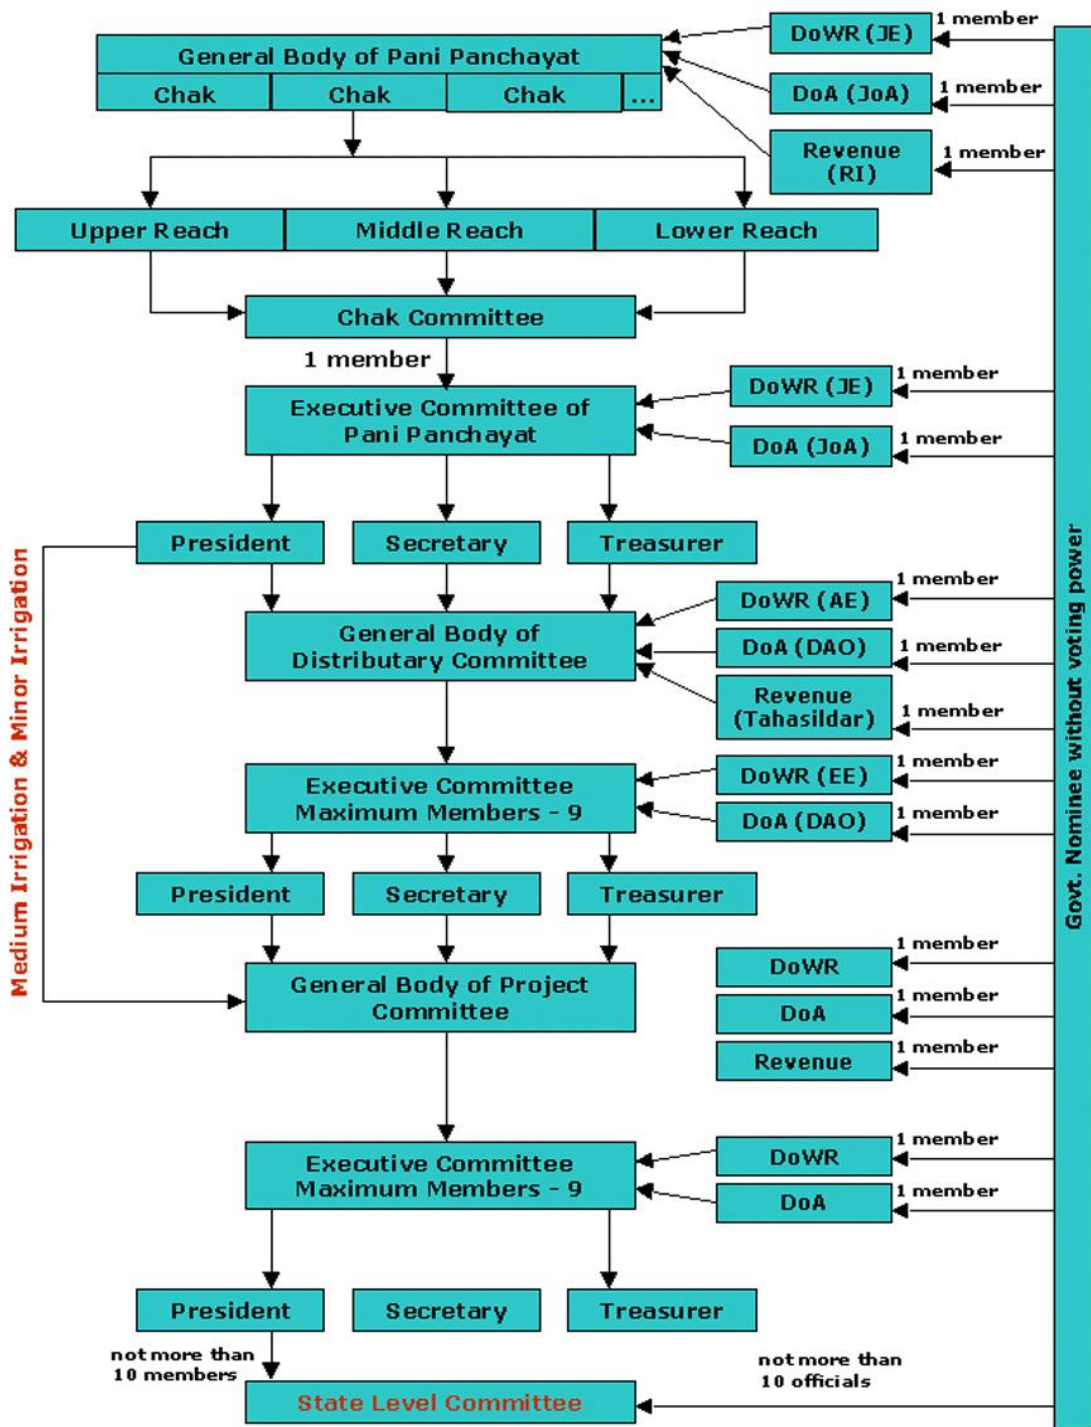 DoWR (JE)
1 member
General Body of Pani Panchayat
Chak
Chak
Chak
...
DoA (JoA)
1 member
Revenue
(RI)
1 member
Upper Reach
Middle Reach
Lower Reach
Chak Committee
1 member
Executive Committee of
Pani Panchayat
DoWR (JE)
1 member
DoA (JoA)
1 member
President
Secretary
Treasurer
General Body of
Distributary Committee
DoWR (AE)
1 member
DoA (DAO)
1 member
Revenue
(Tahasildar)
1 member
Executive Committee
Maximum Members - 9
DoWR (EE)
1 member
DoA (DAO)
1 member
President
Secretary
Treasurer
General Body of Project
Committee
DoWR
1 member
DoA
1 member
Revenue
1 member
Executive Committee
Maximum Members - 9
DoWR
1 member
DoA
1 member
President
Secretary
Treasurer
not more than
10 members
not more than
10 officials
State Level Committee
Medium Irrigation & Minor Irrigation
Govt. Nominee without voting power